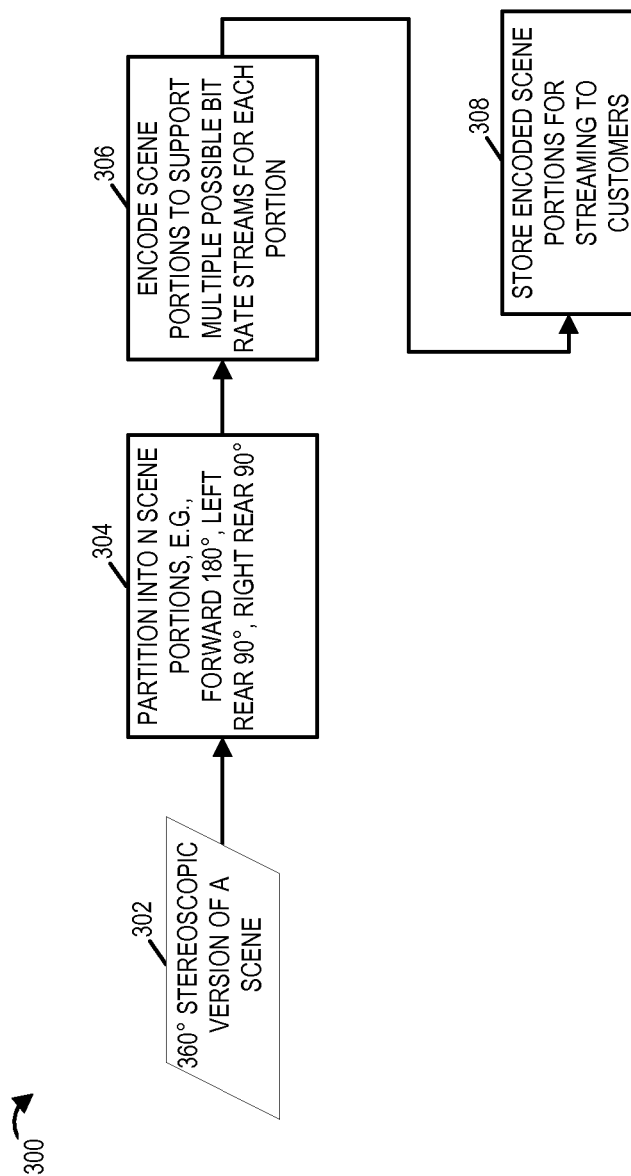 300
302
360° STEREOSCOPIC
VERSION OF A
SCENE
304
PARTITION INTO N SCENE
PORTIONS, E.G.,
FORWARD 180°, LEFT
REAR 90°, RIGHT REAR 90°
306
ENCODE SCENE
PORTIONS TO SUPPORT
MULTIPLE POSSIBLE BIT
RATE STREAMS FOR EACH
PORTION
308
STORE ENCODED SCENE
PORTIONS FOR
STREAMING TO
CUSTOMERS